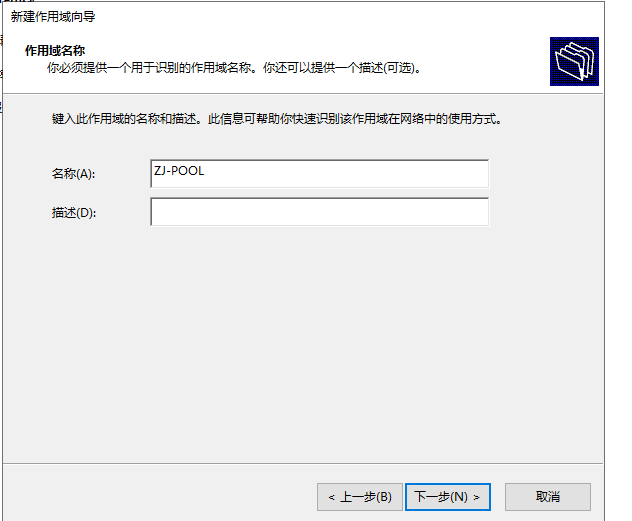 新建作用域向导
作用域名称
你必须提供一个用于识别的作用域名称。你还可以提供一个描述(可选)。
键入此作用域的名称和描述。此信息可帮助你快速识别该作用域在网络中的使用方式。
名称(A):
ZJ-POOL
描述(D):
< 上一步(B)
下一步(N) >
取消